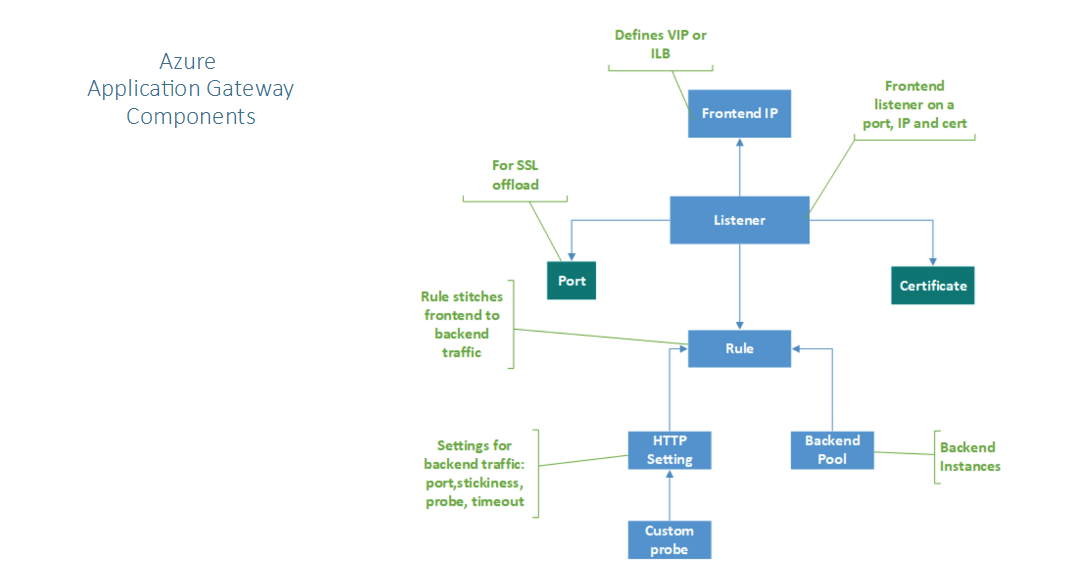 Azure
Application Gateway
Components
Defines VIP or
ILB
Frontend IP
Frontend
listener on a
port, IP and cert
For SSL
offload
Listener
Port
Certificate
Rule stitches
frontend to
backend
traffic
Rule
Settings for
backend traffic:
port,stickiness,
probe, timeout
HTTP
Setting
Backend
Pool
Backend
Instances
Custom
probe